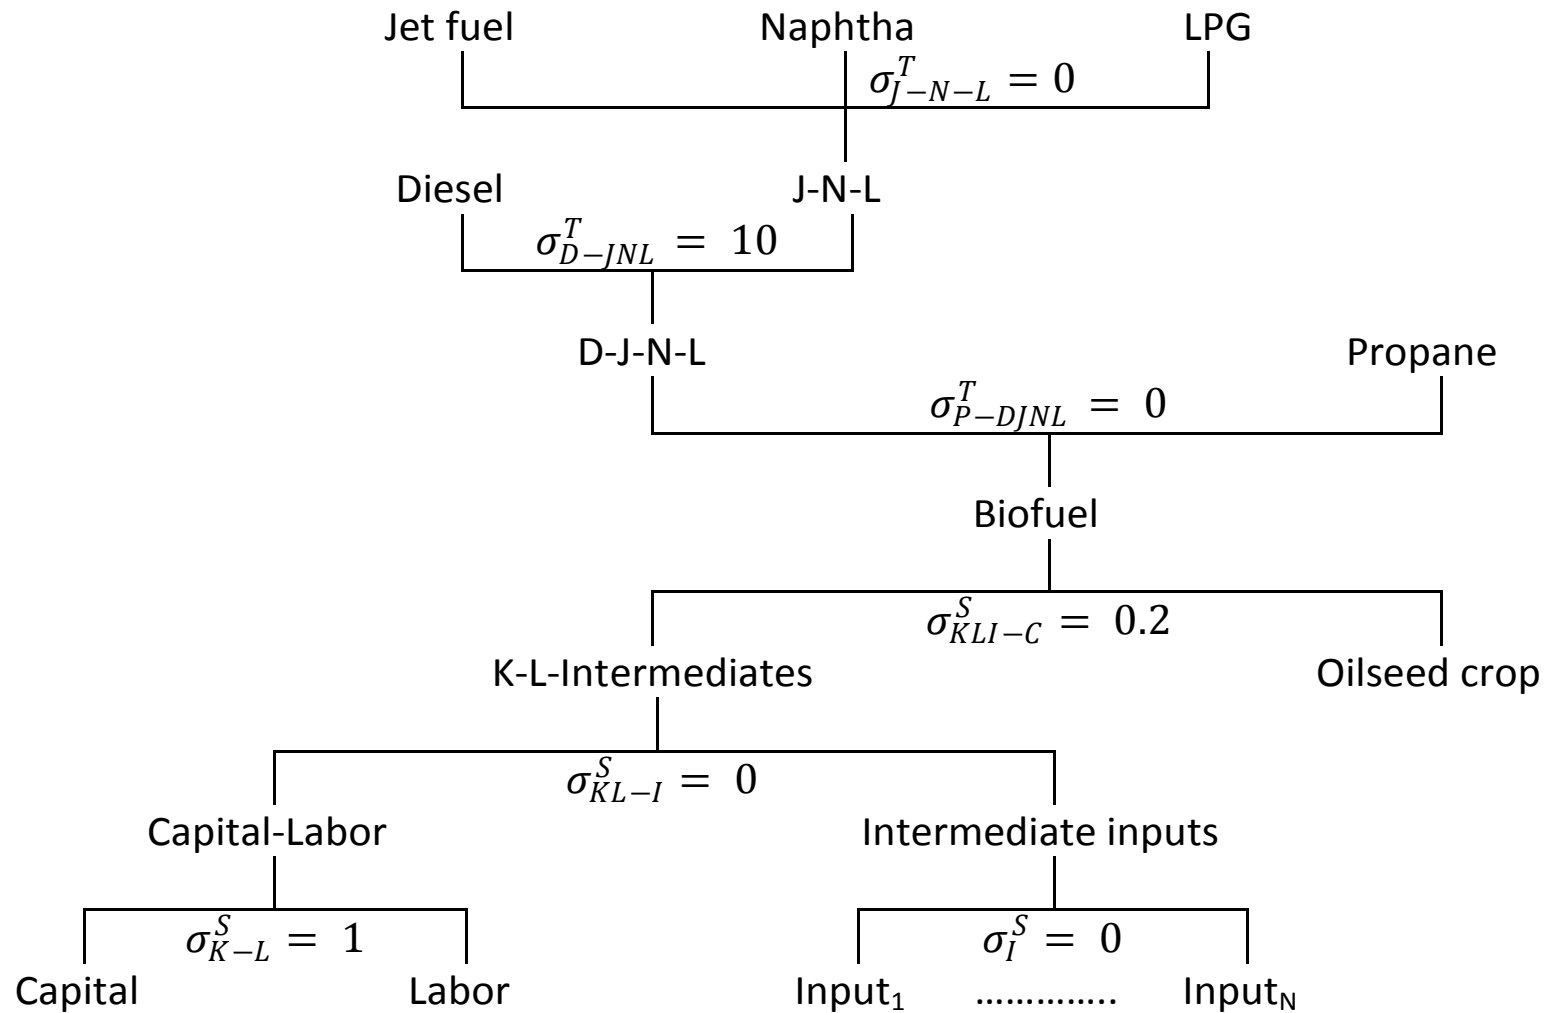 Jet fuel Naphtha LPG
σ^T_{J−N−L} = 0
Diesel J-N-L
σ^T_{D−JNL} = 10
D-J-N-L Propane
σ^T_{P−DJNL} = 0
Biofuel
σ^S_{KLI−C} = 0.2
K-L-Intermediates Oilseed crop
σ^S_{KL−I} = 0
Capital-Labor Intermediate inputs
σ^S_{K−L} = 1 σ^S_I = 0
Capital Labor Input₁ ………….. Input_N